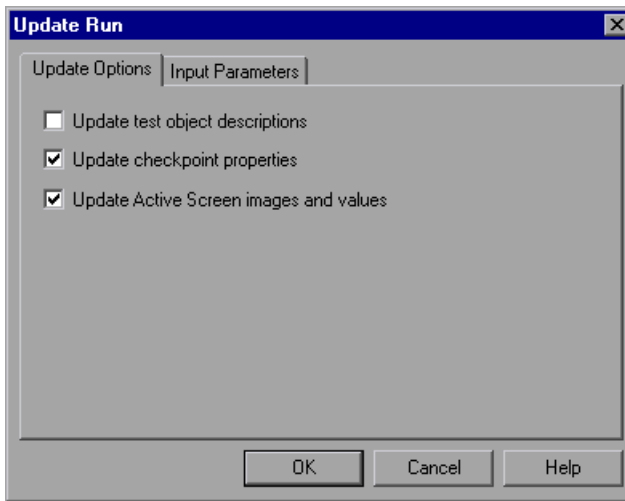 Update Run
Update Options Input Parameters
Update test object descriptions
Update checkpoint properties
Update Active Screen images and values
OK Cancel Help